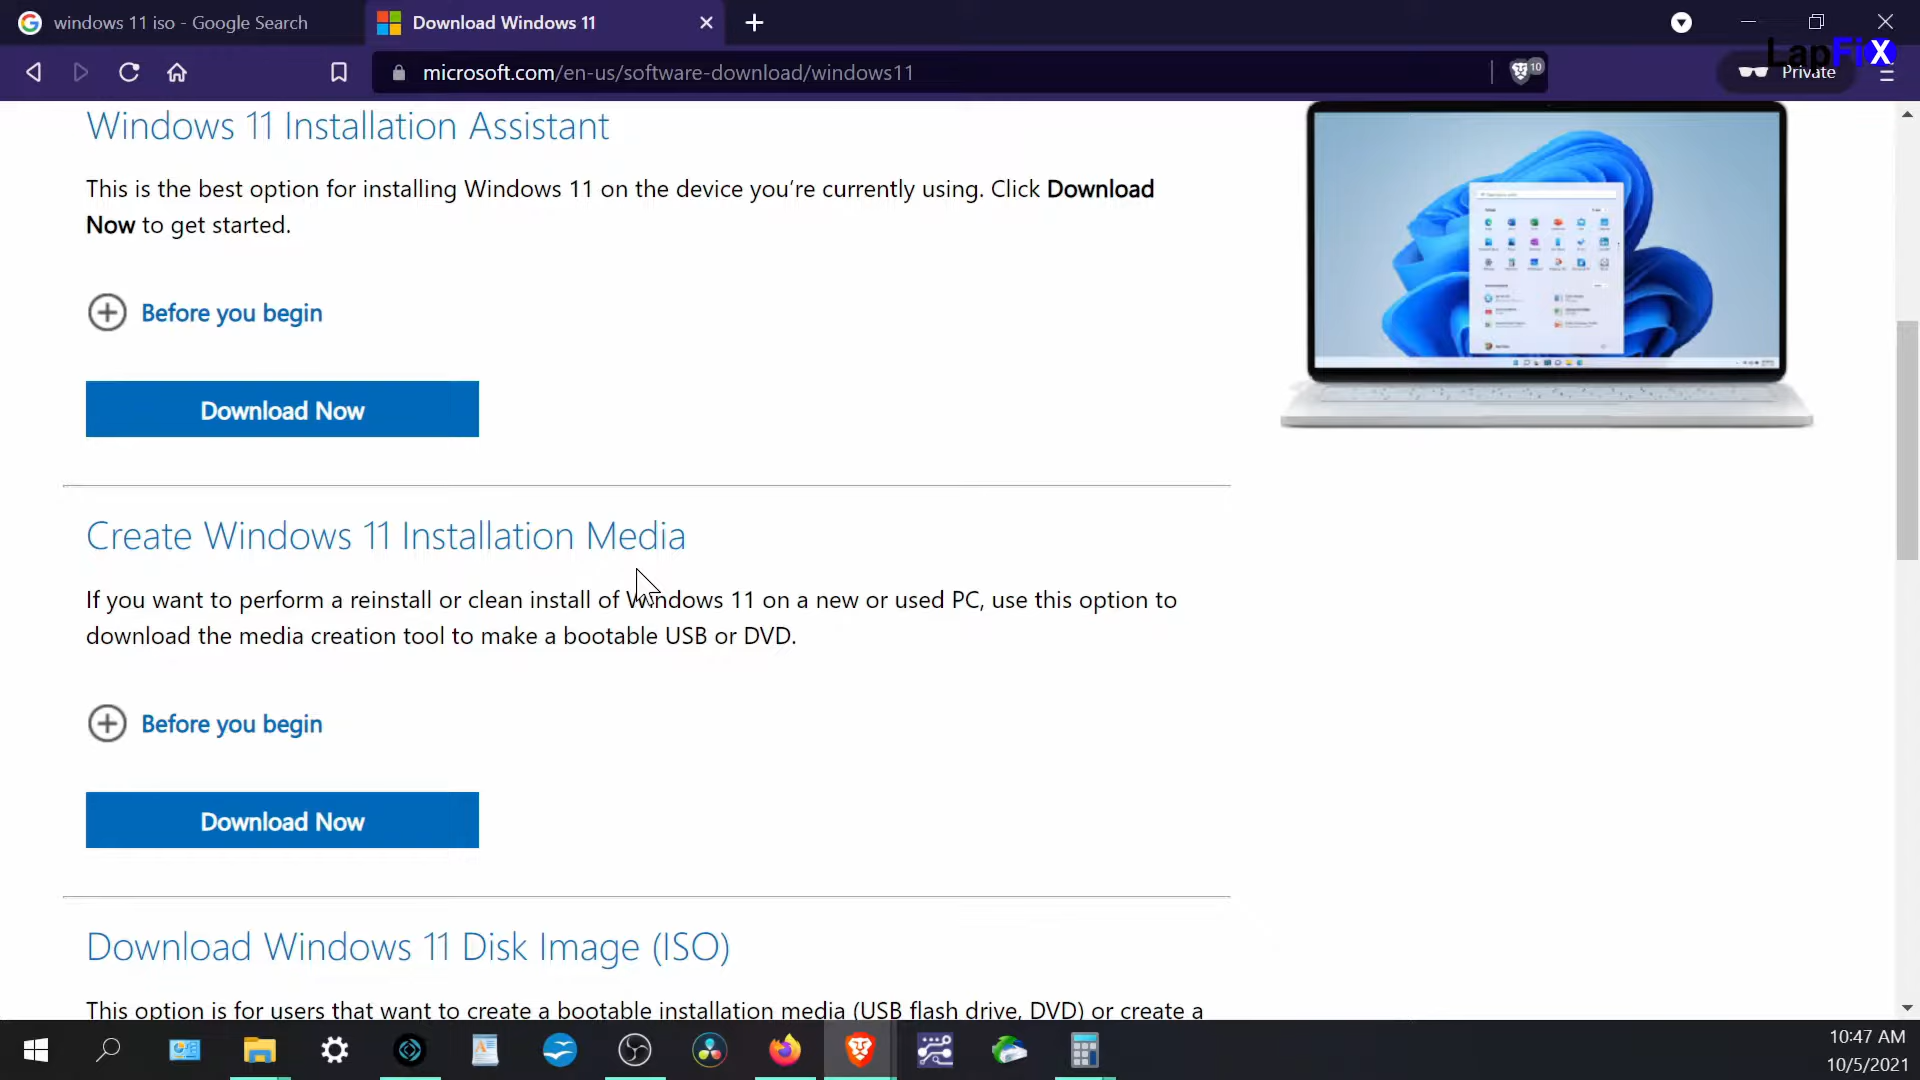 windows 11 iso - Google Search
Download Windows 11
LapFiX
microsoft.com/en-us/software-download/windows11
10
Private
Windows 11 Installation Assistant
This is the best option for installing Windows 11 on the device you're currently using. Click Download
Now to get started.
Before you begin
Download Now
Create Windows 11 Installation Media
If you want to perform a reinstall or clean install of Windows 11 on a new or used PC, use this option to
download the media creation tool to make a bootable USB or DVD.
Before you begin
Download Now
Download Windows 11 Disk Image (ISO)
This option is for users that want to create a bootable installation media (USB flash drive, DVD) or create a
10:47 AM
10/5/2021